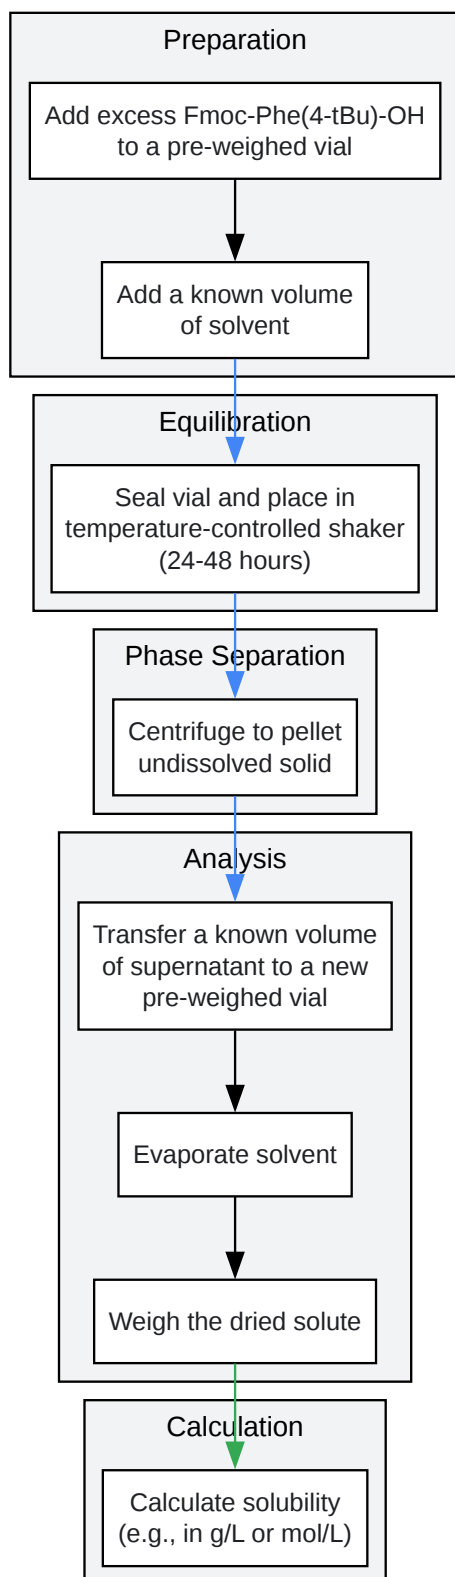 Preparation
Add excess Fmoc-Phe(4-tBu)-OH
to a pre-weighed vial
Add a known volume
of solvent
Equilibration
Seal vial and place in
temperature-controlled shaker
(24-48 hours)
Phase Separation
Centrifuge to pellet
undissolved solid
Analysis
Transfer a known volume
of supernatant to a new
pre-weighed vial
Evaporate solvent
Weigh the dried solute
Calculation
Calculate solubility
(e.g., in g/L or mol/L)